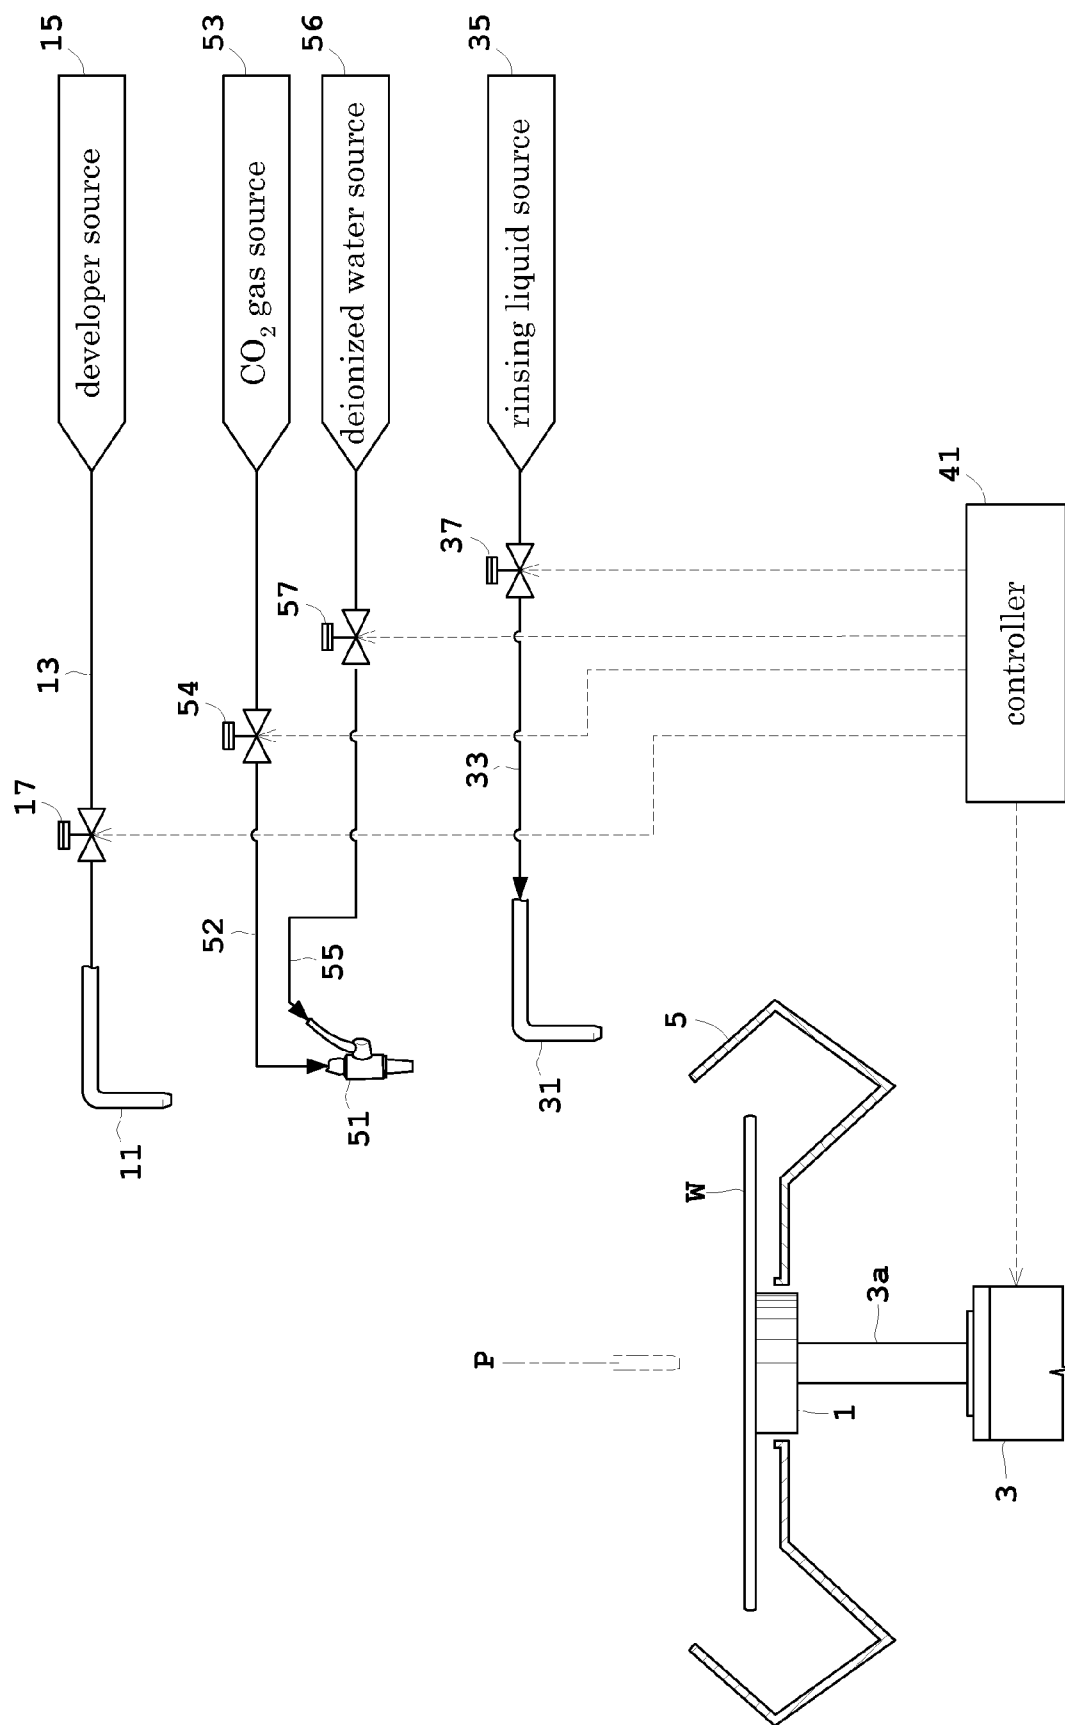 15
developer source
13
17
11
53
CO₂ gas source
54
52
56
deionized water source
57
55
51
35
rinsing liquid source
37
33
31
41
controller
5
W
P
3a
1
3